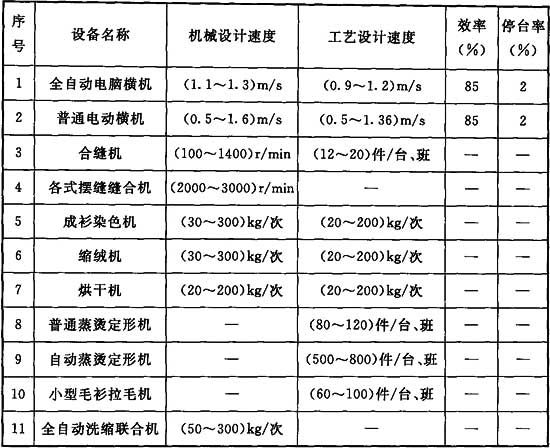 序号 设备名称 机械设计速度 工艺设计速度 效率(%) 停台率(%)
1 全自动电脑横机 (1.1～1.3)m/s (0.9～1.2)m/s 85 2
2 普通电动横机 (0.5～1.6)m/s (0.5～1.36)m/s 85 2
3 合缝机 (100～1400)r/min (12～20)件/台、班 — —
4 各式摆缝缝合机 (2000～3000)r/min — — —
5 成衫染色机 (30～300)kg/次 (20～200)kg/次 — —
6 缩绒机 (30～300)kg/次 (20～200)kg/次 — —
7 烘干机 (20～200)kg/次 (20～200)kg/次 — —
8 普通蒸烫定形机 — (80～120)件/台、班 — —
9 自动蒸烫定形机 — (500～800)件/台、班 — —
10 小型毛衫拉毛机 — (60～100)件/台、班 — —
11 全自动洗缩联合机 (50～300)kg/次 — — —